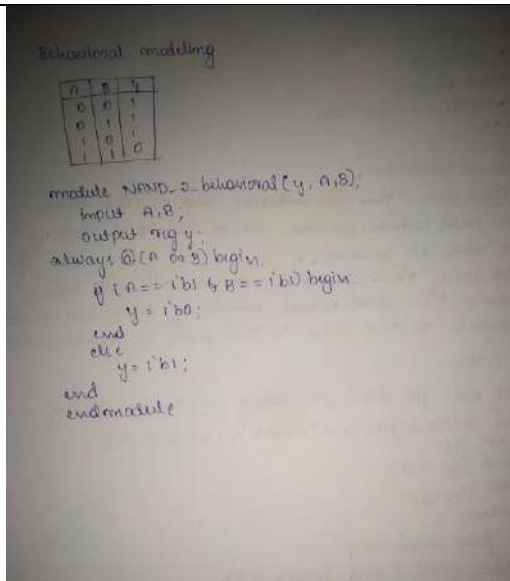 Behavioral modeling
A B Y
0 0 1
0 1 1
1 0 1
1 1 0
module NAND_2_behavioral (y, A, B);
input A, B;
output reg y;
always @ (A or B) begin
if (A == 1'b1 & B == 1'b1) begin
y = 1'b0;
end
else
y = 1'b1;
end
endmodule